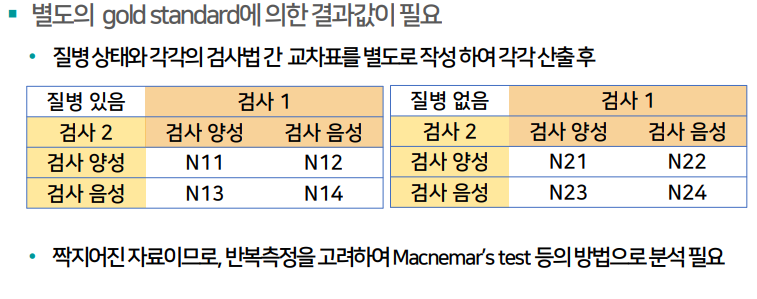 ▪ 별도의 gold standard에 의한 결과값이 필요
• 질병 상태와 각각의 검사법 간 교차표를 별도로 작성 하여 각각 산출 후
질병 있음 검사 1
검사 2 검사 양성 검사 음성
검사 양성 N11 N12
검사 음성 N13 N14
질병 없음 검사 1
검사 2 검사 양성 검사 음성
검사 양성 N21 N22
검사 음성 N23 N24
• 짝지어진 자료이므로, 반복측정을 고려하여 Macnemar's test 등의 방법으로 분석 필요